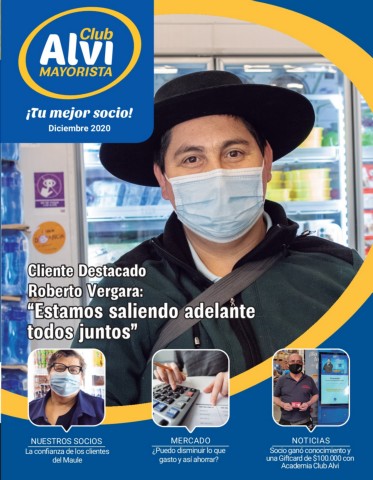 Club
Alvi
MAYORISTA
¡Tu mejor socio!
Diciembre 2020
Cliente Destacado
Roberto Vergara:
“Estamos saliendo adelante
todos juntos”
NUESTROS SOCIOS
La confianza de los clientes
del Maule
MERCADO
¿Puedo disminuir lo que
gasto y así ahorrar?
NOTICIAS
Socio ganó conocimiento y
una Giftcard de $100.000 con
Academia Club Alvi